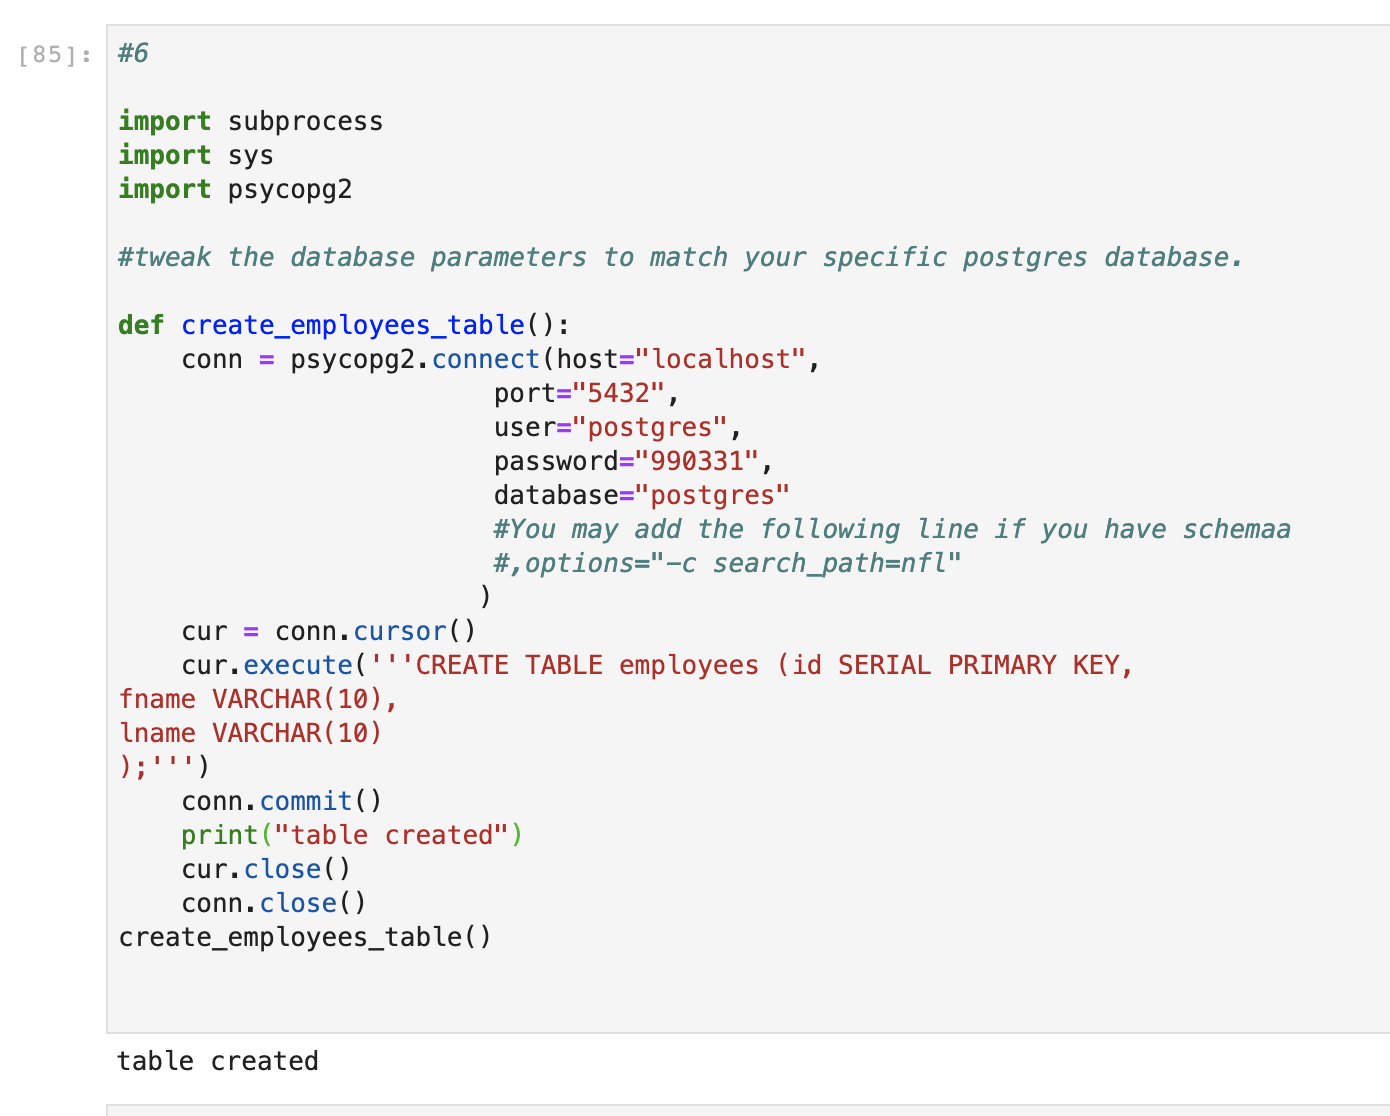 [85]: #6
import subprocess
import sys
import psycopg2
#tweak the database parameters to match your specific postgres database.
def create_employees_table():
    conn = psycopg2.connect(host="localhost",
                        port="5432",
                        user="postgres",
                        password="990331",
                        database="postgres"
                        #You may add the following line if you have schemaa
                        #,options="-c search_path=nfl"
                       )
    cur = conn.cursor()
    cur.execute('''CREATE TABLE employees (id SERIAL PRIMARY KEY,
fname VARCHAR(10),
lname VARCHAR(10)
);''')
    conn.commit()
    print("table created")
    cur.close()
    conn.close()
create_employees_table()
table created